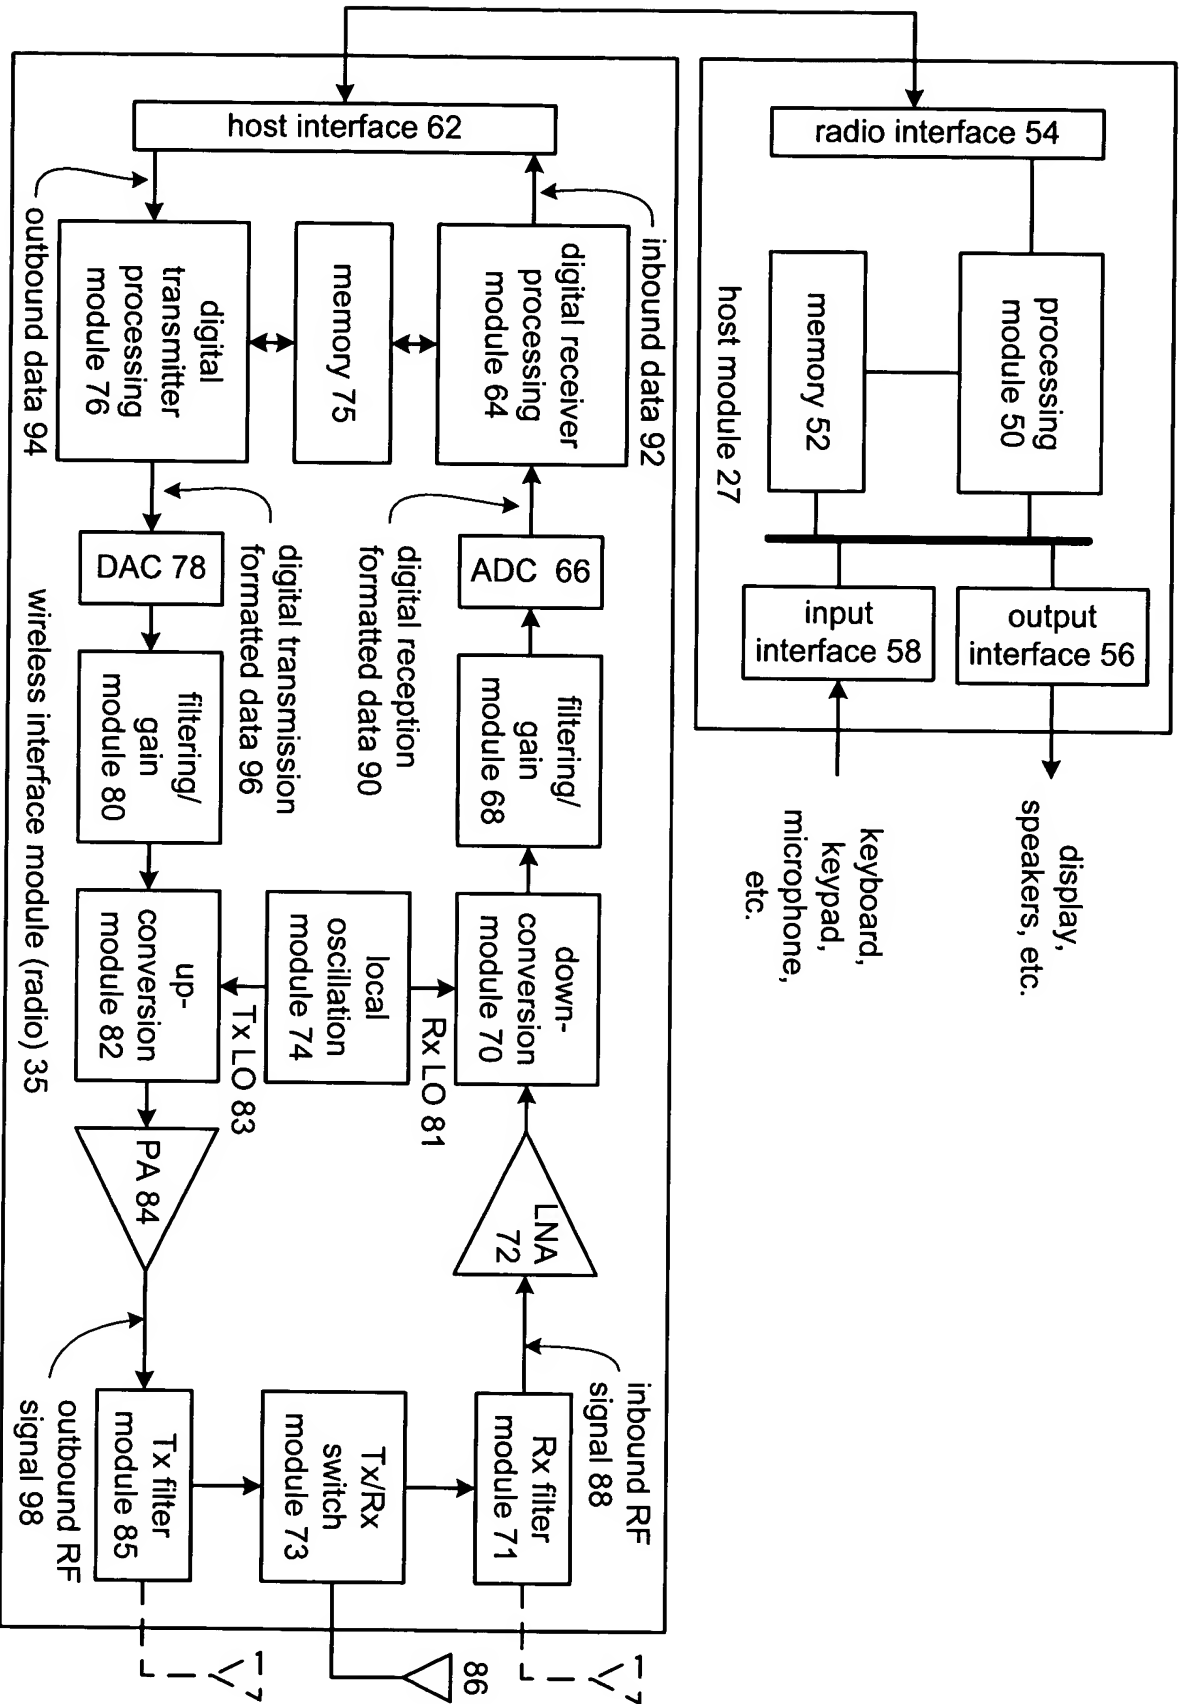 radio interface 54
processing
module 50
memory 52
host module 27
input
interface 58
output
interface 56
display,
speakers, etc.
keyboard,
keypad,
microphone,
etc.
host interface 62
inbound data 92
outbound data 94
digital receiver
processing
module 64
memory 75
digital
transmitter
processing
module 76
ADC 66
digital reception
formatted data 90
digital transmission
formatted data 96
DAC 78
filtering/
gain
module 68
filtering/
gain
module 80
down-
conversion
module 70
local
oscillation
module 74
up-
conversion
module 82
Rx LO 81
Tx LO 83
LNA
72
PA 84
inbound RF
signal 88
outbound RF
signal 98
Rx filter
module 71
Tx/Rx
switch
module 73
Tx filter
module 85
86
wireless interface module (radio) 35